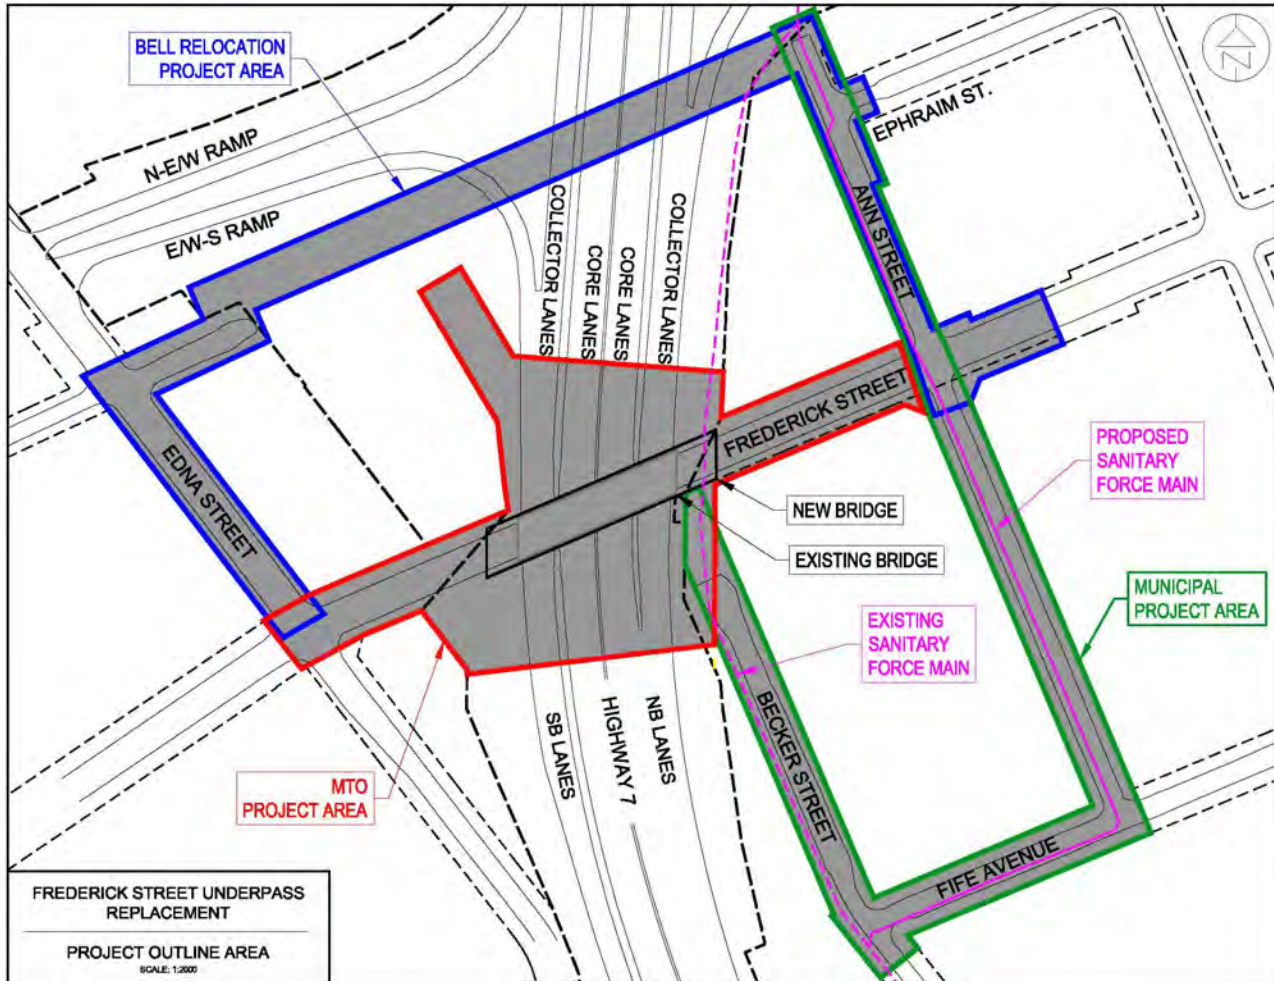 BELL RELOCATION
PROJECT AREA
N-E/W RAMP
E/W-S RAMP
COLLECTOR LANES
CORE LANES
CORE LANES
COLLECTOR LANES
EPHRAIM ST.
ANN STREET
N
EDNA STREET
FREDERICK STREET
NEW BRIDGE
EXISTING BRIDGE
PROPOSED
SANITARY
FORCE MAIN
MUNICIPAL
PROJECT AREA
EXISTING
SANITARY
FORCE MAIN
MTO
PROJECT AREA
SB LANES
HIGHWAY 7
NB LANES
BECKER STREET
FIFE AVENUE
FREDERICK STREET UNDERPASS
REPLACEMENT
PROJECT OUTLINE AREA
SCALE: 1:2000